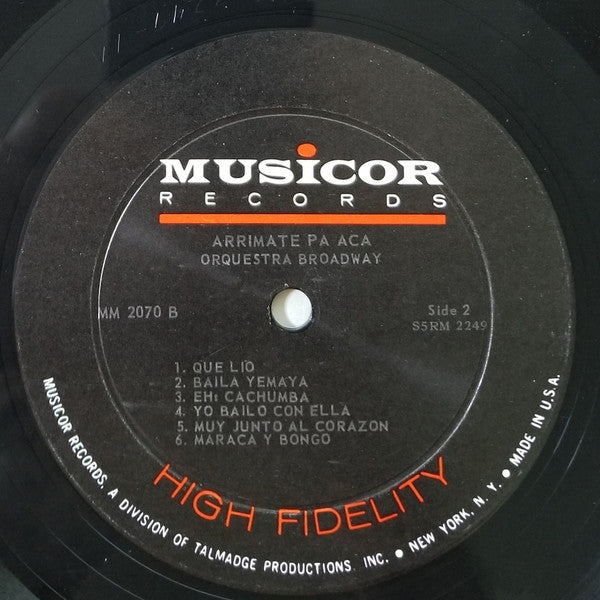 MUSICOR
RECORDS
ARRIMATE PA ACA
ORQUESTRA BROADWAY
MM 2070 B
Side 2
S5RM 2249
1. QUE LIO
2. BAILA YEMAYA
3. EH: CACHUMBA
4. YO BAILO CON ELLA
5. MUY JUNTO AL CORAZON
6. MARACA Y BONGO
HIGH FIDELITY
MUSICOR RECORDS, A DIVISION OF TALMADGE PRODUCTIONS, INC. • NEW YORK, N. Y. • MADE IN U.S.A.